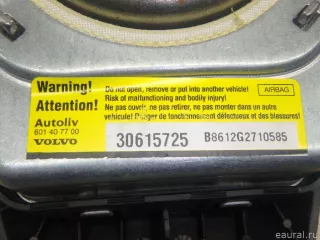 Warning!
Attention!
Do not open, remove or put into another vehicle!
Risk of malfunctioning and bodily injury!
Ne pas ouvrir, ne pas retirer, ne pas monter dans un autre
vehicule! Danger de fonctionnement défectueux et des blessures!
AIRBAG
Autoliv
601 40 77 00
VOLVO
30615725
B8612G2710585
© eaural.ru